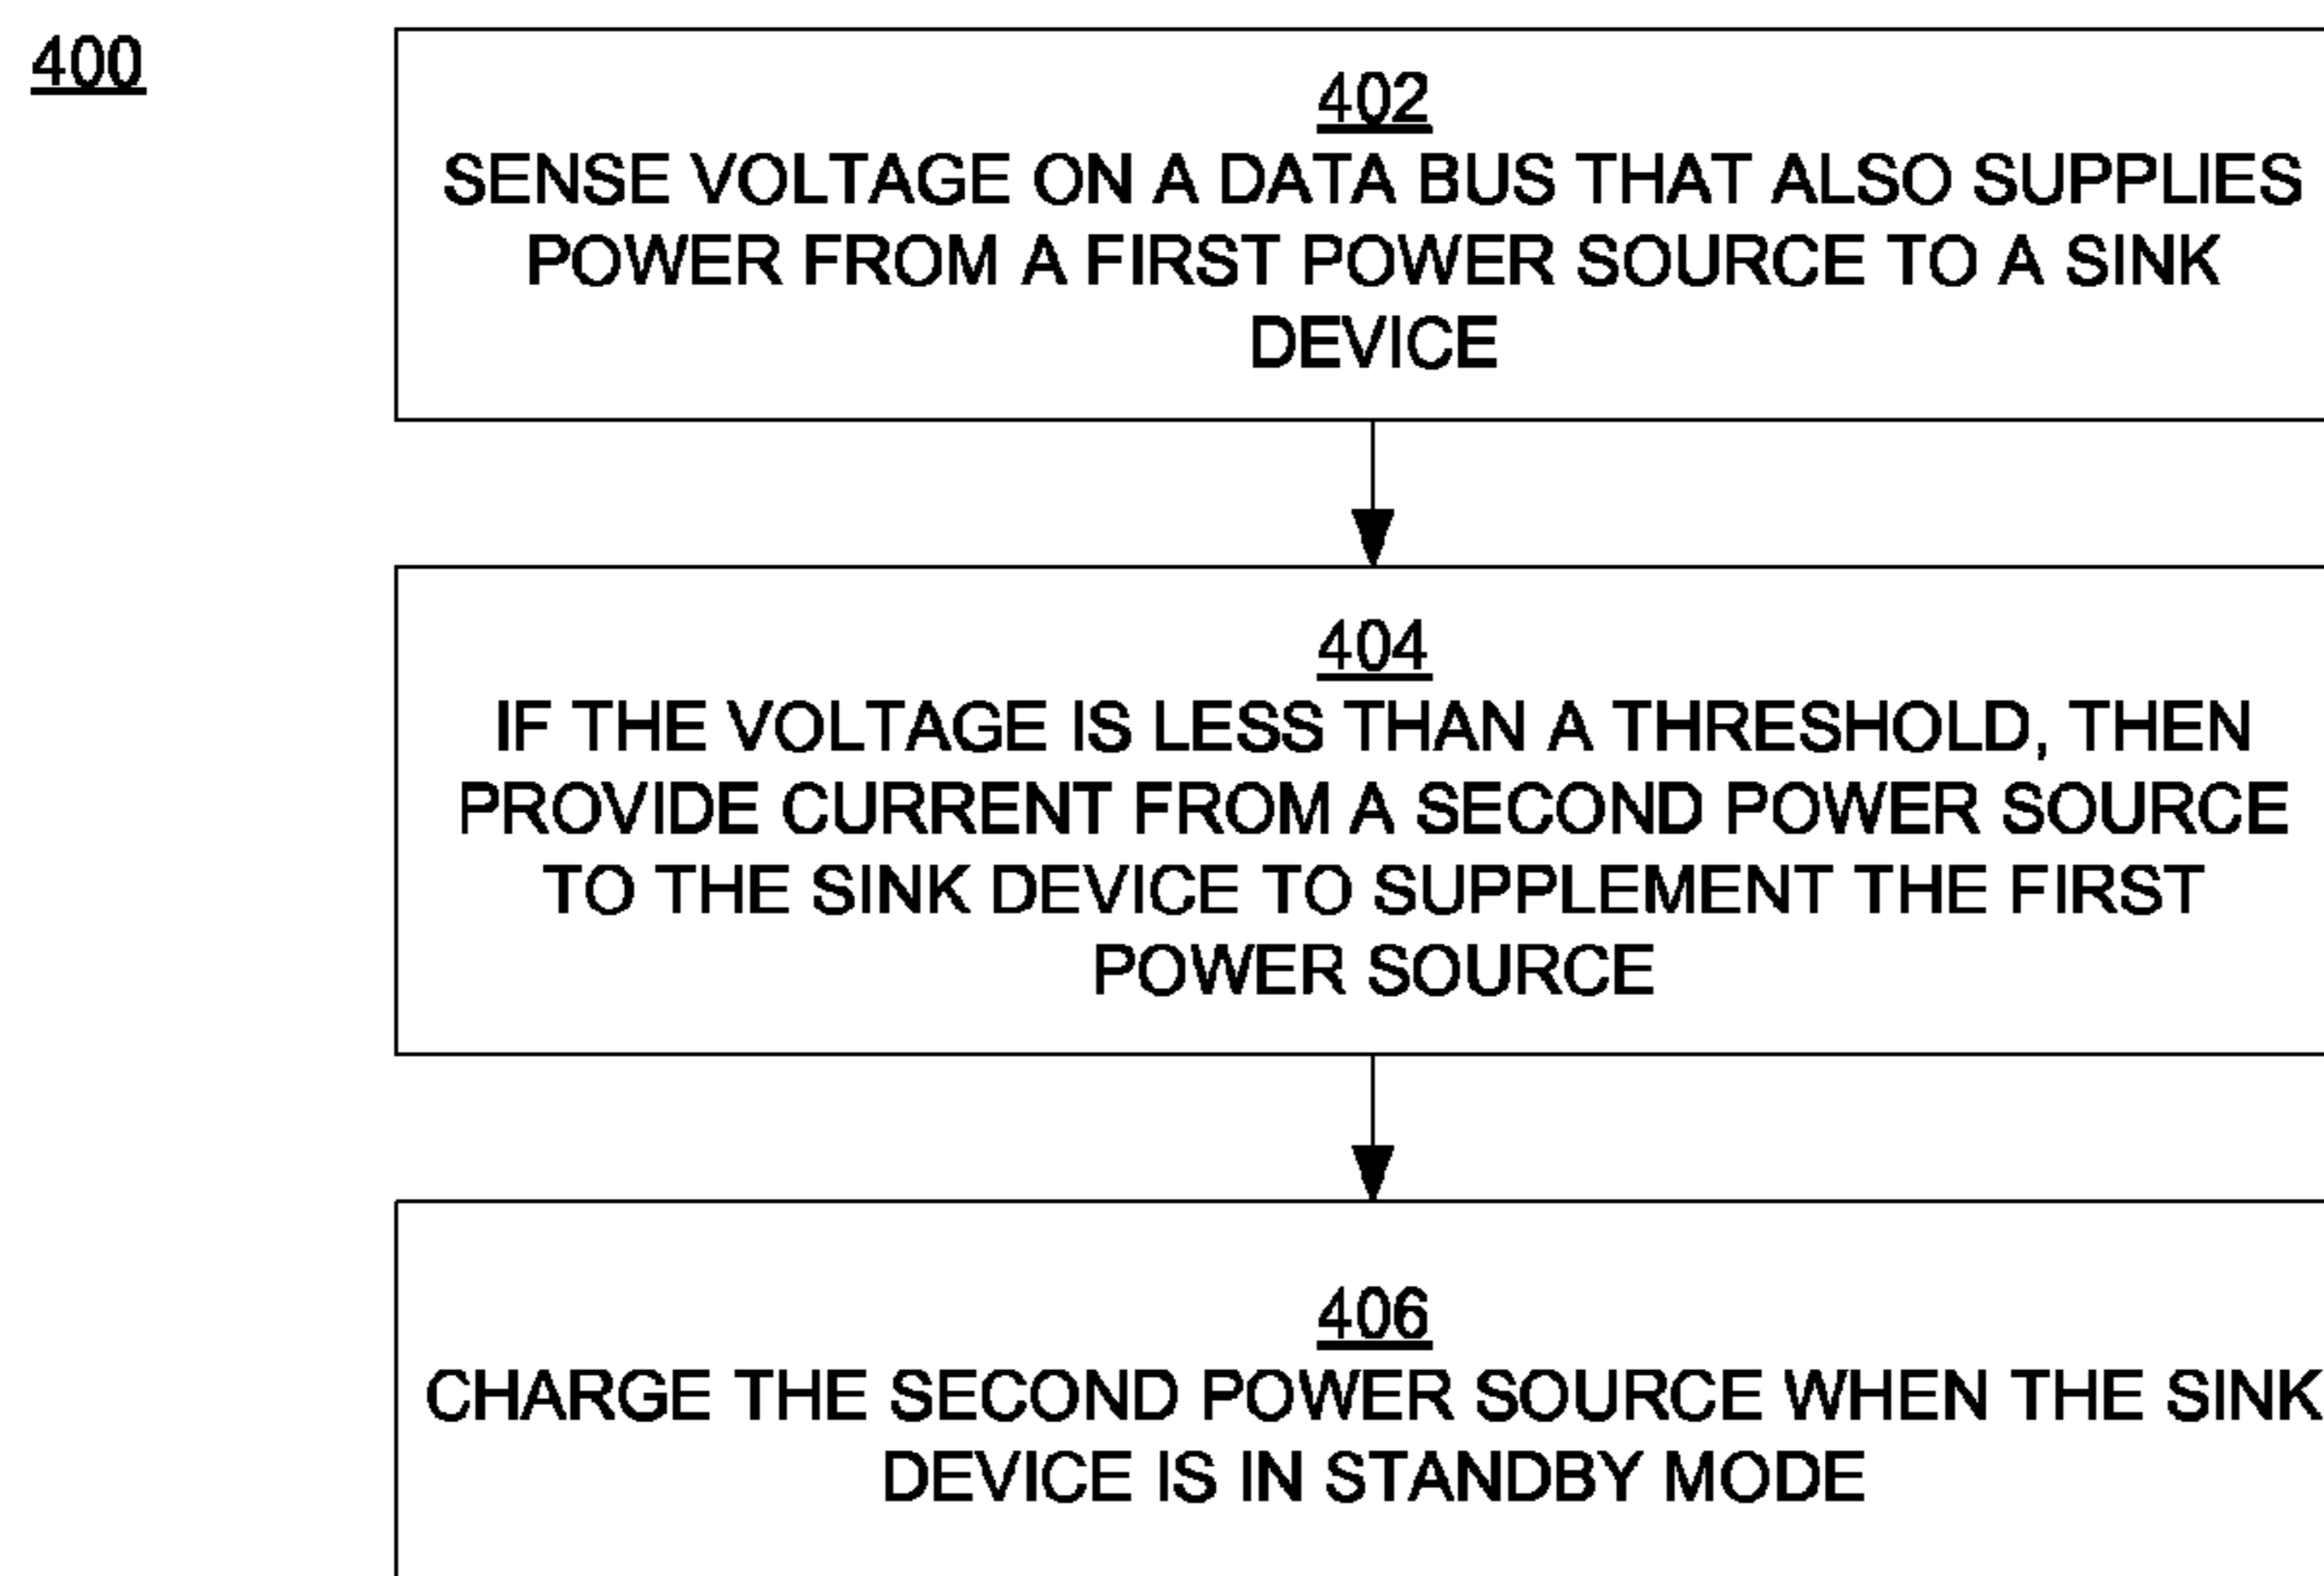 400
402
SENSE VOLTAGE ON A DATA BUS THAT ALSO SUPPLIES
POWER FROM A FIRST POWER SOURCE TO A SINK
DEVICE
404
IF THE VOLTAGE IS LESS THAN A THRESHOLD, THEN
PROVIDE CURRENT FROM A SECOND POWER SOURCE
TO THE SINK DEVICE TO SUPPLEMENT THE FIRST
POWER SOURCE
406
CHARGE THE SECOND POWER SOURCE WHEN THE SINK
DEVICE IS IN STANDBY MODE